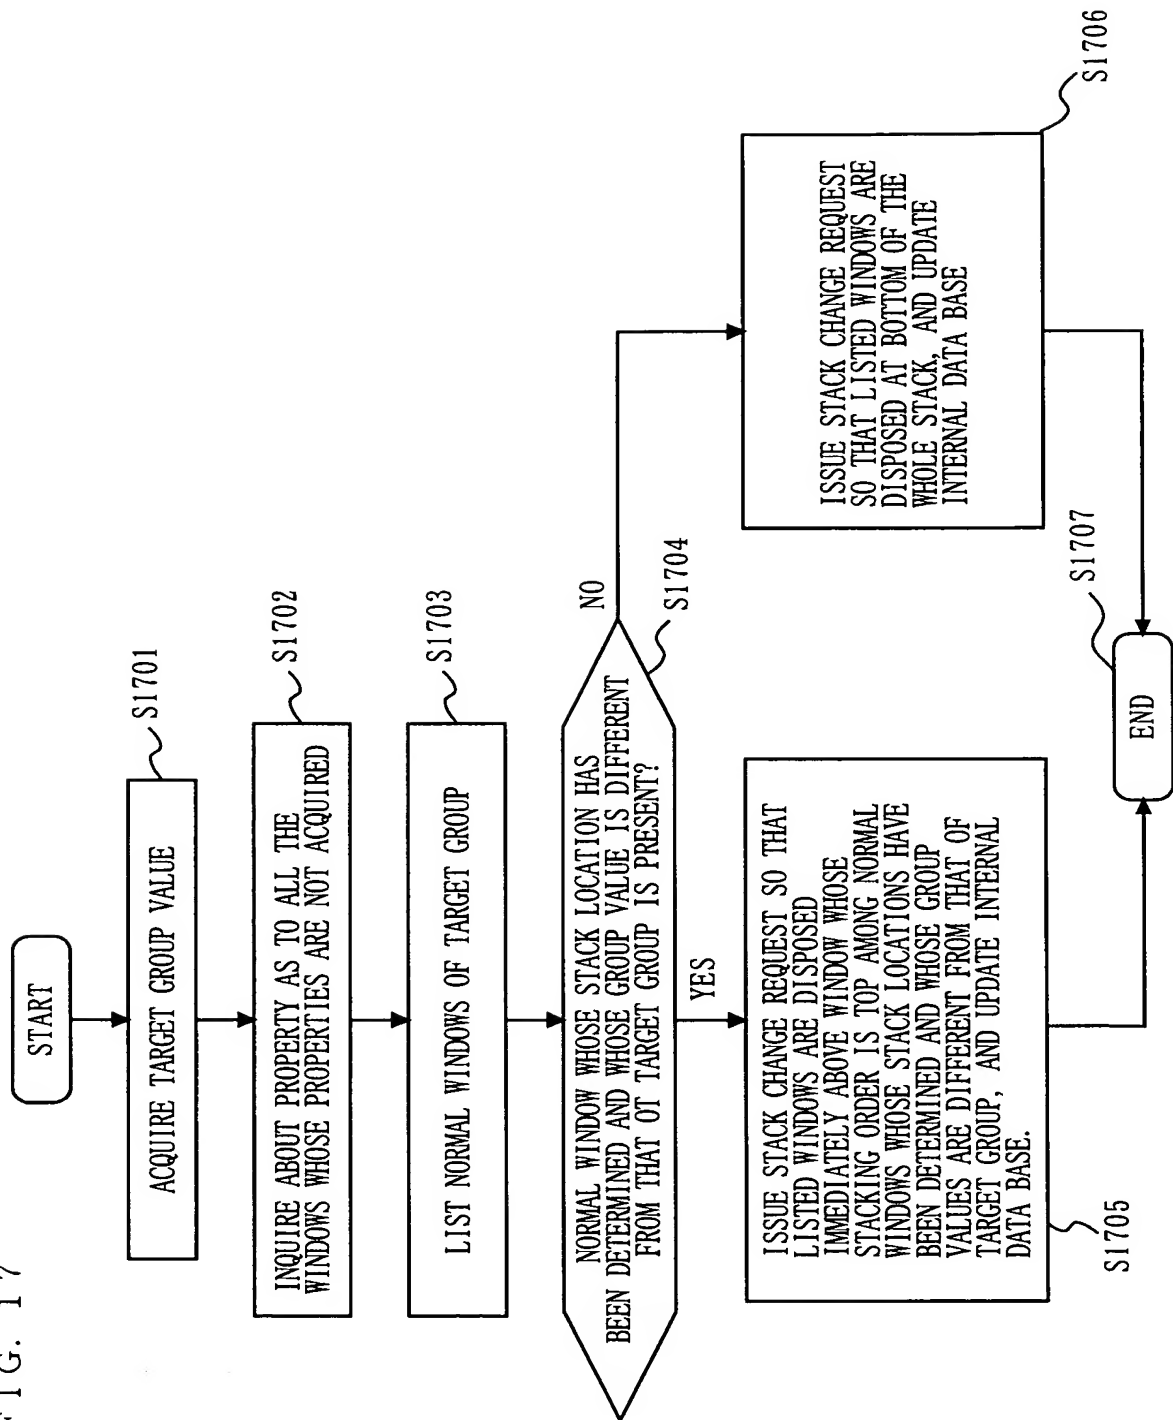 FIG. 17
START
ACQUIRE TARGET GROUP VALUE
S1701
INQUIRE ABOUT PROPERTY AS TO ALL THE
WINDOWS WHOSE PROPERTIES ARE NOT ACQUIRED
S1702
LIST NORMAL WINDOWS OF TARGET GROUP
S1703
NORMAL WINDOW WHOSE STACK LOCATION HAS
BEEN DETERMINED AND WHOSE GROUP VALUE IS DIFFERENT
FROM THAT OT TARGET GROUP IS PRESENT?
S1704
NO
YES
ISSUE STACK CHANGE REQUEST SO THAT
LISTED WINDOWS ARE DISPOSED
IMMEDIATELY ABOVE WINDOW WHOSE
STACKING ORDER IS TOP AMONG NORMAL
WINDOWS WHOSE STACK LOCATIONS HAVE
BEEN DETERMINED AND WHOSE GROUP
VALUES ARE DIFFERENT FROM THAT OF
TARGET GROUP, AND UPDATE INTERNAL
DATA BASE.
S1705
ISSUE STACK CHANGE REQUEST
SO THAT LISTED WINDOWS ARE
DISPOSED AT BOTTOM OF THE
WHOLE STACK, AND UPDATE
INTERNAL DATA BASE
S1706
END
S1707